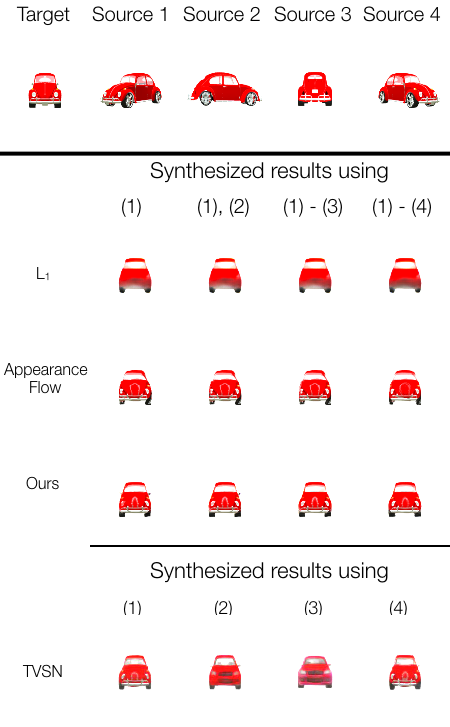 Target Source 1 Source 2 Source 3 Source 4
Synthesized results using
(1) (1), (2) (1) - (3) (1) - (4)
L₁
Appearance
Flow
Ours
Synthesized results using
(1) (2) (3) (4)
TVSN